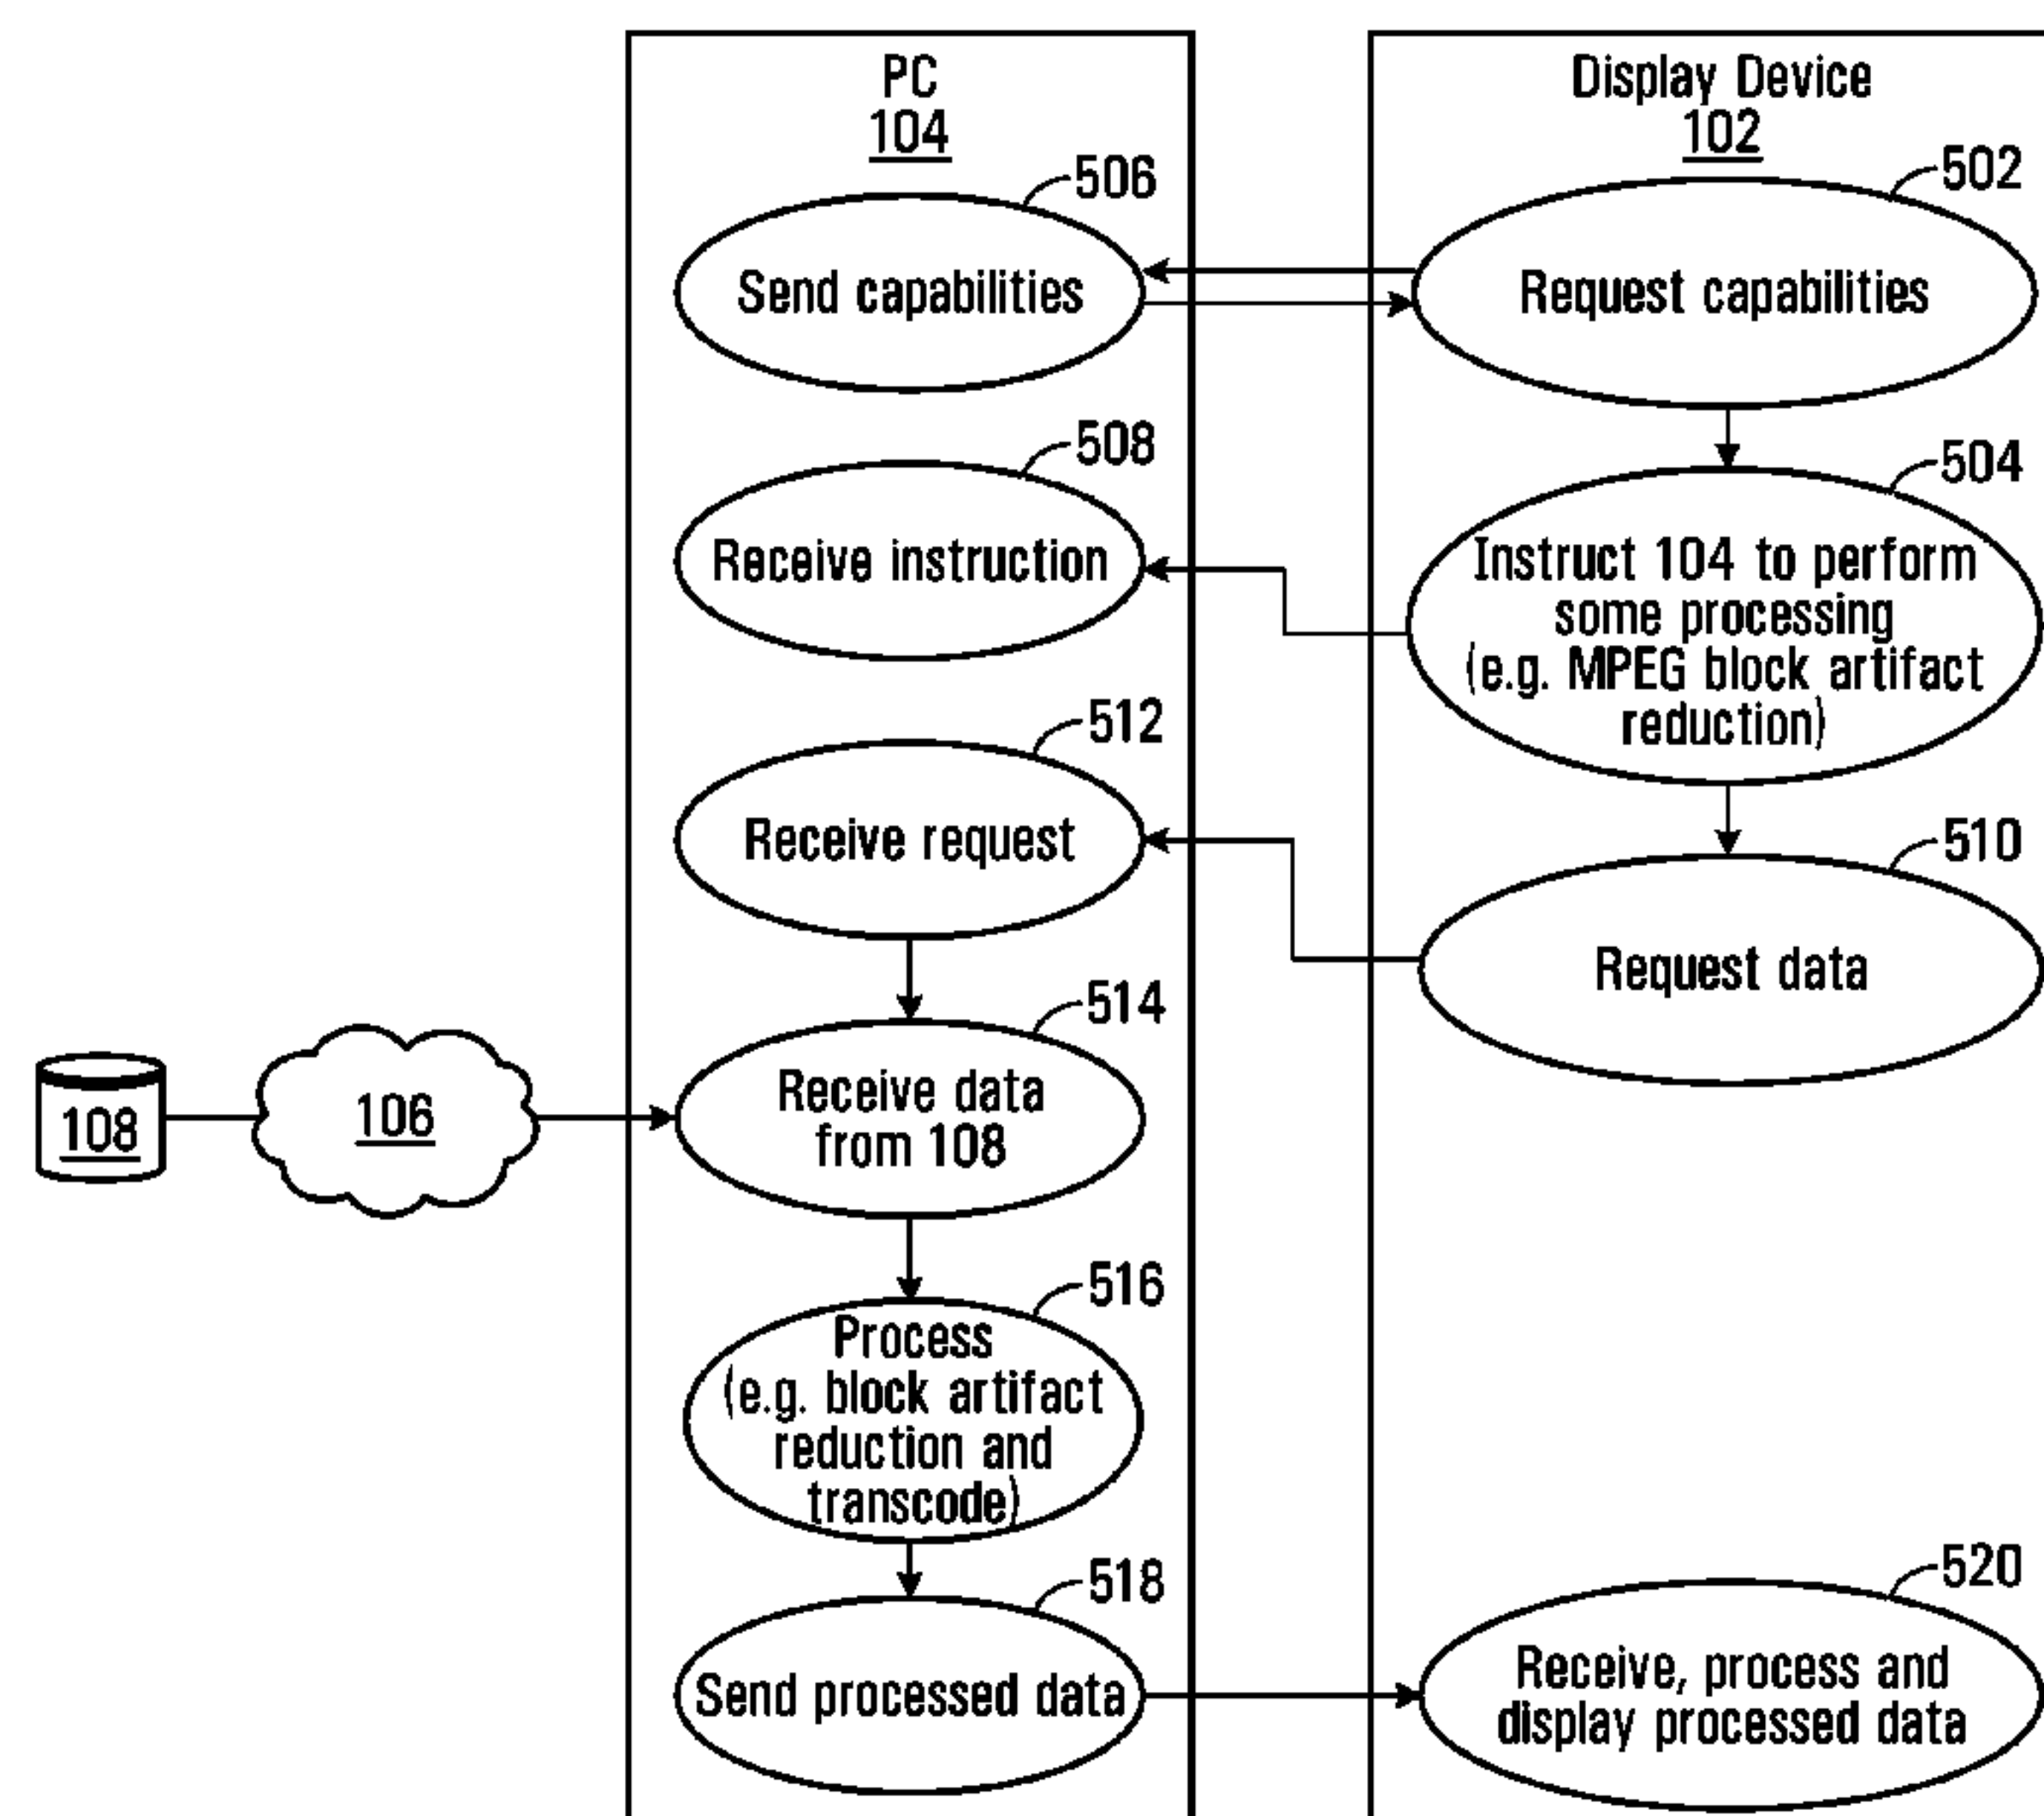 PC
104
Display Device
102
506
Send capabilities
502
Request capabilities
508
Receive instruction
504
Instruct 104 to perform
some processing
(e.g. MPEG block artifact
reduction)
512
Receive request
510
Request data
108
106
514
Receive data
from 108
516
Process
(e.g. block artifact
reduction and
transcode)
518
Send processed data
520
Receive, process and
display processed data